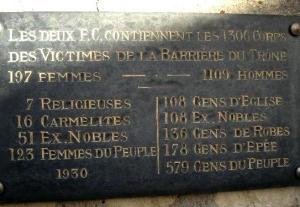 LES DEUX F.C. CONTIENNENT LES 1306 CORPS
DES VICTIMES DE LA BARRIÈRE DU TRÔNE
197 FEMMES — · — 1109 HOMMES
7 RELIGIEUSES
16 CARMÉLITES
51 EX. NOBLES
123 FEMMES DU PEUPLE
1930
108 GENS D'ÉGLISE
108 EX. NOBLES
136 GENS DE ROBES
178 GENS D'ÉPÉE
579 GENS DU PEUPLE